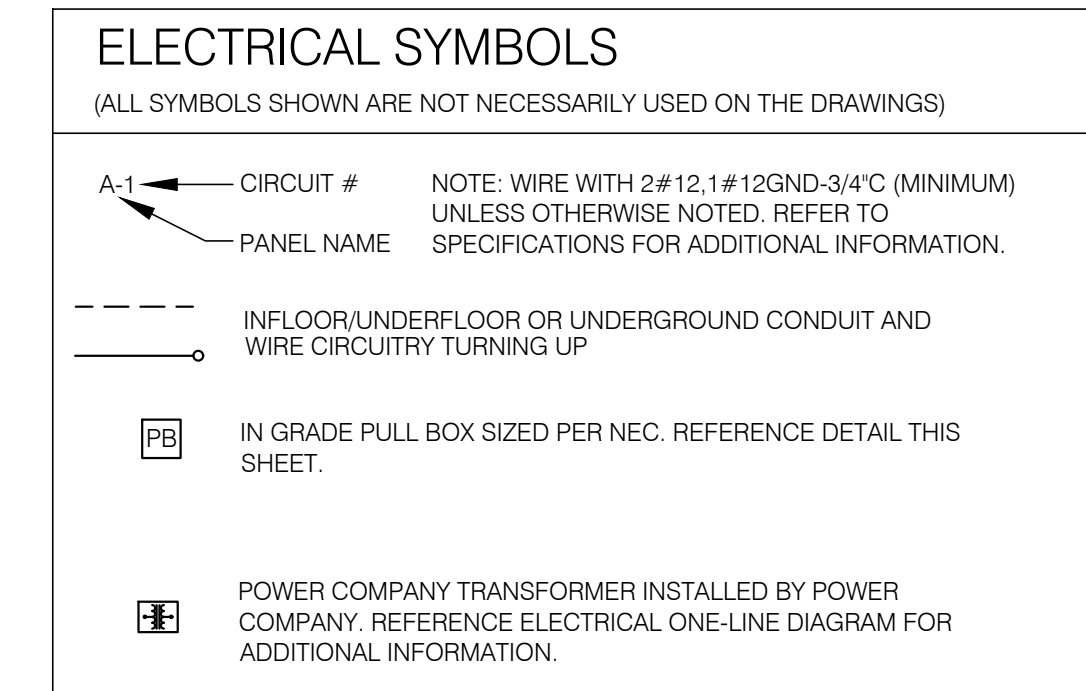 ELECTRICAL SYMBOLS
(ALL SYMBOLS SHOWN ARE NOT NECESSARILY USED ON THE DRAWINGS)
A-1
CIRCUIT #
PANEL NAME
NOTE: WIRE WITH 2#12,1#12GND-3/4"C (MINIMUM)
UNLESS OTHERWISE NOTED. REFER TO
SPECIFICATIONS FOR ADDITIONAL INFORMATION.
INFLOOR/UNDERFLOOR OR UNDERGROUND CONDUIT AND
WIRE CIRCUITRY TURNING UP
PB
IN GRADE PULL BOX SIZED PER NEC. REFERENCE DETAIL THIS
SHEET.
POWER COMPANY TRANSFORMER INSTALLED BY POWER
COMPANY. REFERENCE ELECTRICAL ONE-LINE DIAGRAM FOR
ADDITIONAL INFORMATION.